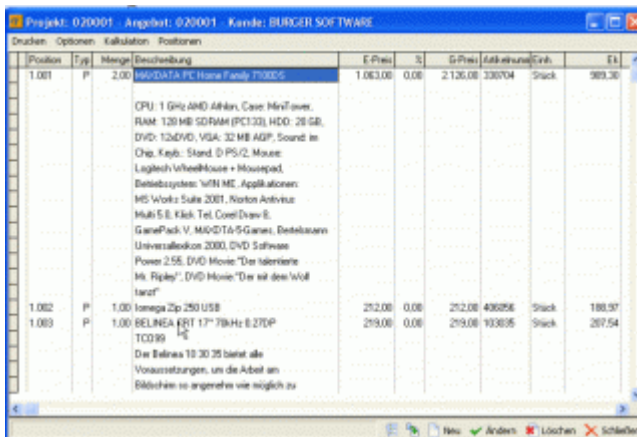 Projekt: 020001 - Angebot: 020001 - Kunde: BURGER SOFTWARE
Drucken Optionen Kalkulation Positionen
Position Typ Menge Beschreibung E-Preis % G-Preis Artikelnummer Einh. EK
1.001 P 2,00 MAXDATA PC Home Family 7100DS 1.063,00 0,00 2.126,00 330704 Stück 989,30
CPU: 1 GHz AMD Athlon, Case: MiniTower,
RAM: 128 MB SDRAM (PC133), HDD: 20 GB,
DVD: 12xDVD, VGA: 32 MB AGP, Sound: im
Chip, Keyb.: Stand. D PS/2, Mouse:
Logitech WheelMouse + Mousepad,
Betriebssystem: WIN ME, Applikationen:
MS Works Suite 2001, Norton Antivirus
Multi 5.0, Klick Tel, Corel Draw 8,
GamePack V, MAXDTA-5-Games, Bertelsmann
Universallexikon 2000, DVD Software
Power 2.55, DVD Movie:"Der talentierte
Mr. Ripley", DVD Movie:"Der mit dem Wolf
tanzt"
1.002 P 1,00 Iomega Zip 250 USB 212,00 0,00 212,00 406056 Stück 188,97
1.003 P 1,00 BELINEA CRT 17" 70kHz 0.27DP 219,00 0,00 219,00 103035 Stück 207,54
TCO99
Der Belinea 10 30 35 bietet alle
Voraussetzungen, um die Arbeit am
Bildschirm so angenehm wie möglich zu
Neu Ändern Löschen Schließen